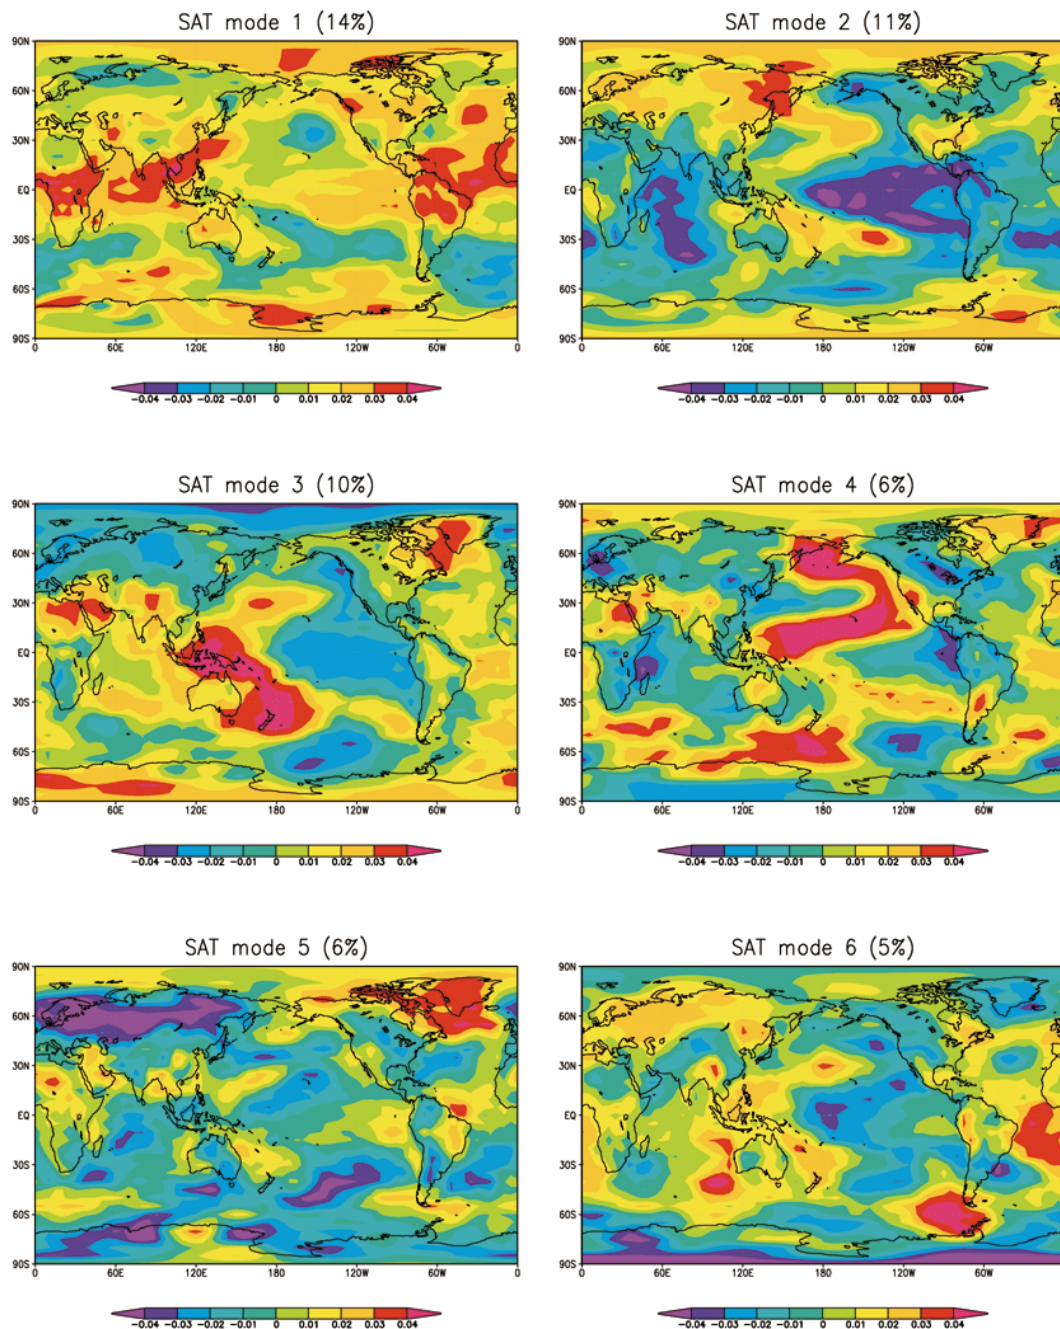 SAT mode 1 (14%)
SAT mode 2 (11%)
90N
60N
30N
EQ
30S
60S
90S
0 60E 120E 180 120W 60W 0
-0.04 -0.03 -0.02 -0.01 0 0.01 0.02 0.03 0.04
90N
60N
30N
EQ
30S
60S
90S
0 60E 120E 180 120W 60W
-0.04 -0.03 -0.02 -0.01 0 0.01 0.02 0.03 0.04
SAT mode 3 (10%)
SAT mode 4 (6%)
90N
60N
30N
EQ
30S
60S
90S
0 60E 120E 180 120W 60W 0
-0.04 -0.03 -0.02 -0.01 0 0.01 0.02 0.03 0.04
90N
60N
30N
EQ
30S
60S
90S
0 60E 120E 180 120W 60W
-0.04 -0.03 -0.02 -0.01 0 0.01 0.02 0.03 0.04
SAT mode 5 (6%)
SAT mode 6 (5%)
90N
60N
30N
EQ
30S
60S
90S
0 60E 120E 180 120W 60W 0
-0.04 -0.03 -0.02 -0.01 0 0.01 0.02 0.03 0.04
90N
60N
30N
EQ
30S
60S
90S
0 60E 120E 180 120W 60W
-0.04 -0.03 -0.02 -0.01 0 0.01 0.02 0.03 0.04